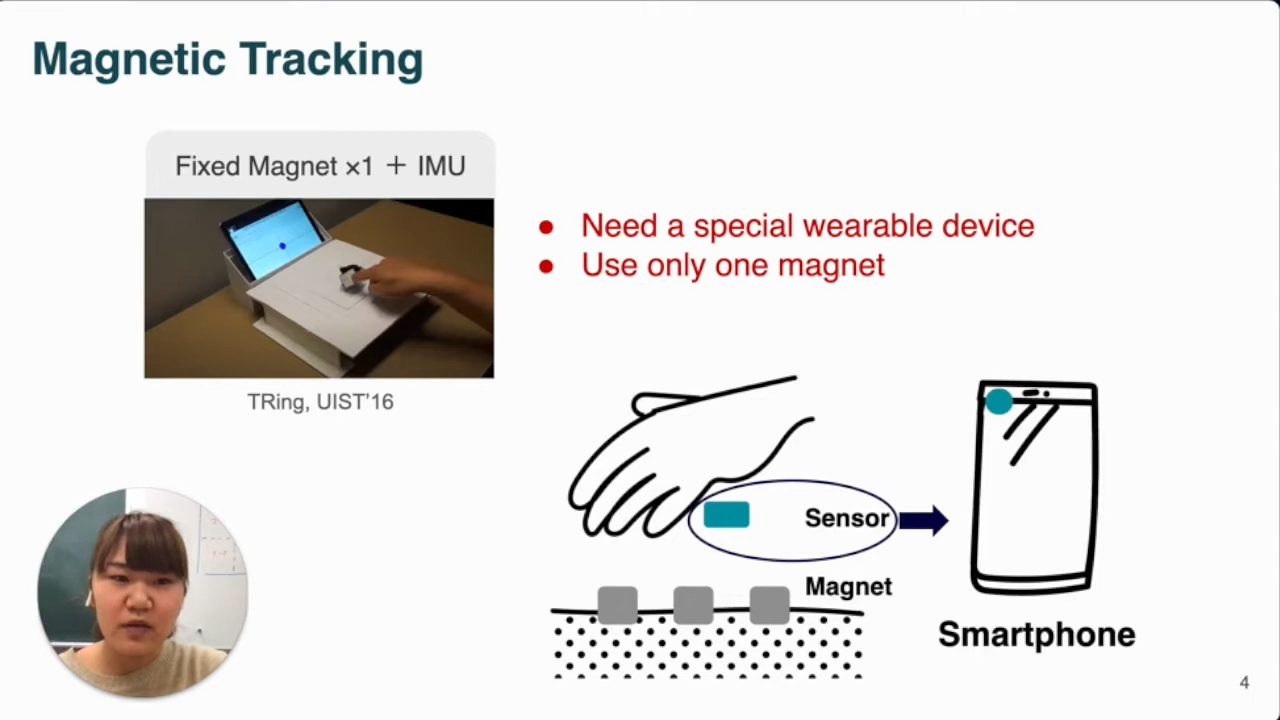 Magnetic Tracking
Fixed Magnet ×1 + IMU
● Need a special wearable device
● Use only one magnet
TRing, UIST'16
Sensor
Magnet
Smartphone
4